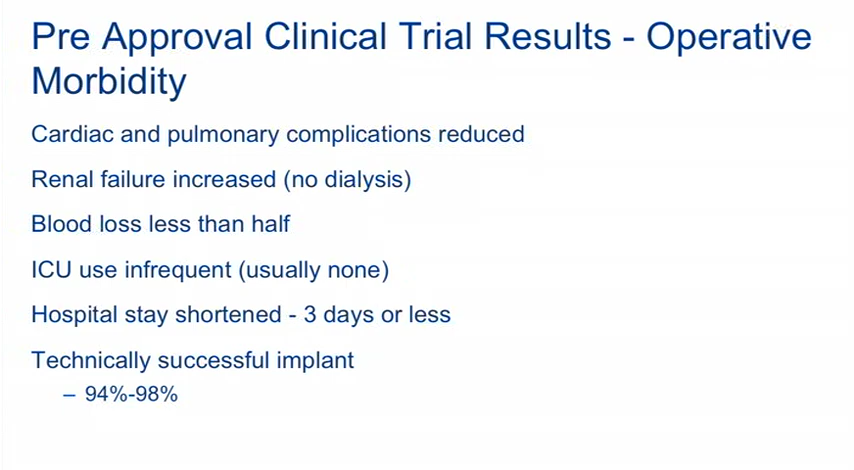 Pre Approval Clinical Trial Results - Operative
Morbidity
Cardiac and pulmonary complications reduced
Renal failure increased (no dialysis)
Blood loss less than half
ICU use infrequent (usually none)
Hospital stay shortened - 3 days or less
Technically successful implant
– 94%-98%